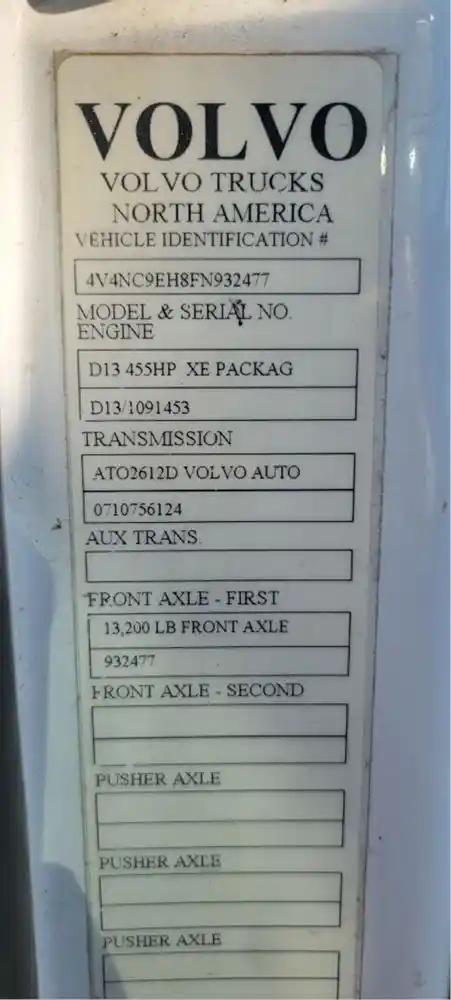 VOLVO
VOLVO TRUCKS
NORTH AMERICA
VEHICLE IDENTIFICATION #
4V4NC9EH8FN932477
MODEL & SERIAL NO.
ENGINE
D13 455HP XE PACKAG
D13/1091453
TRANSMISSION
ATO2612D VOLVO AUTO
0710756124
AUX TRANS.
FRONT AXLE - FIRST
13,200 LB FRONT AXLE
932477
FRONT AXLE - SECOND
PUSHER AXLE
PUSHER AXLE
PUSHER AXLE